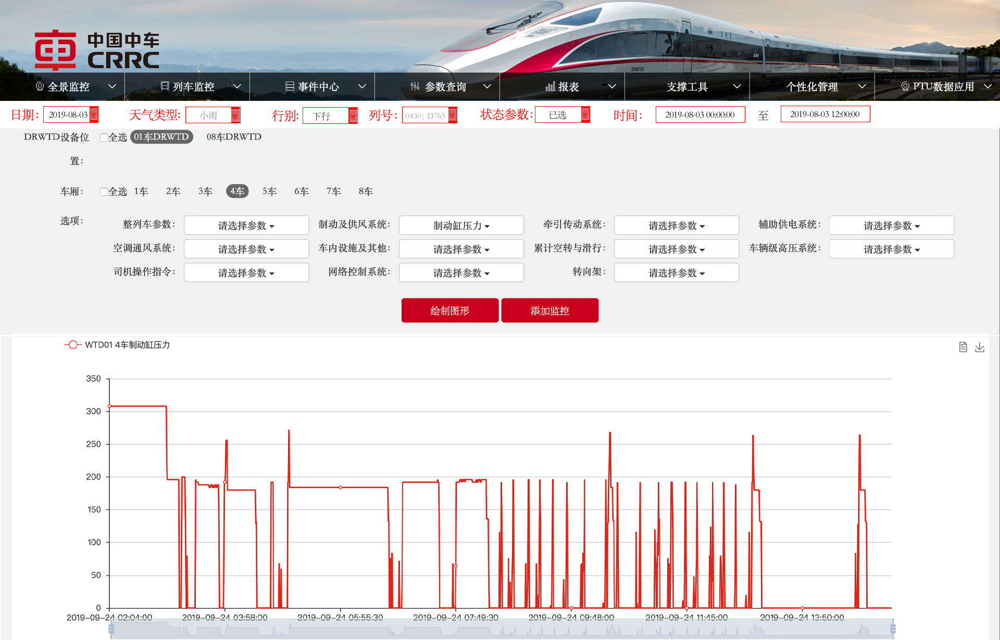 中国中车
CRRC
全景监控 列车监控 事件中心 参数查询 报表 支撑工具 个性化管理 PTU数据应用
日期: 2019-08-03 天气类型: 小雨 行别: 下行 列号: 0430| D765 状态参数: 已选 时间: 2019-08-03 00:00:00 至 2019-08-03 12:00:00
DRWTD设备位置: 全选 01车DRWTD 08车DRWTD
车厢: 全选 1车 2车 3车 4车 5车 6车 7车 8车
选项: 整列车参数: 请选择参数 制动及供风系统: 制动缸压力 牵引传动系统: 请选择参数 辅助供电系统: 请选择参数
空调通风系统: 请选择参数 车内设施及其他: 请选择参数 累计空转与滑行: 请选择参数 车辆级高压系统: 请选择参数
司机操作指令: 请选择参数 网络控制系统: 请选择参数 转向架: 请选择参数
绘制图形 添加监控
WTD01 4车制动缸压力
350
300
250
200
150
100
50
0
2019-09-24 02:04:00 2019-09-24 03:58:00 2019-09-24 05:55:30 2019-09-24 07:49:30 2019-09-24 09:48:00 2019-09-24 11:45:00 2019-09-24 13:50:00